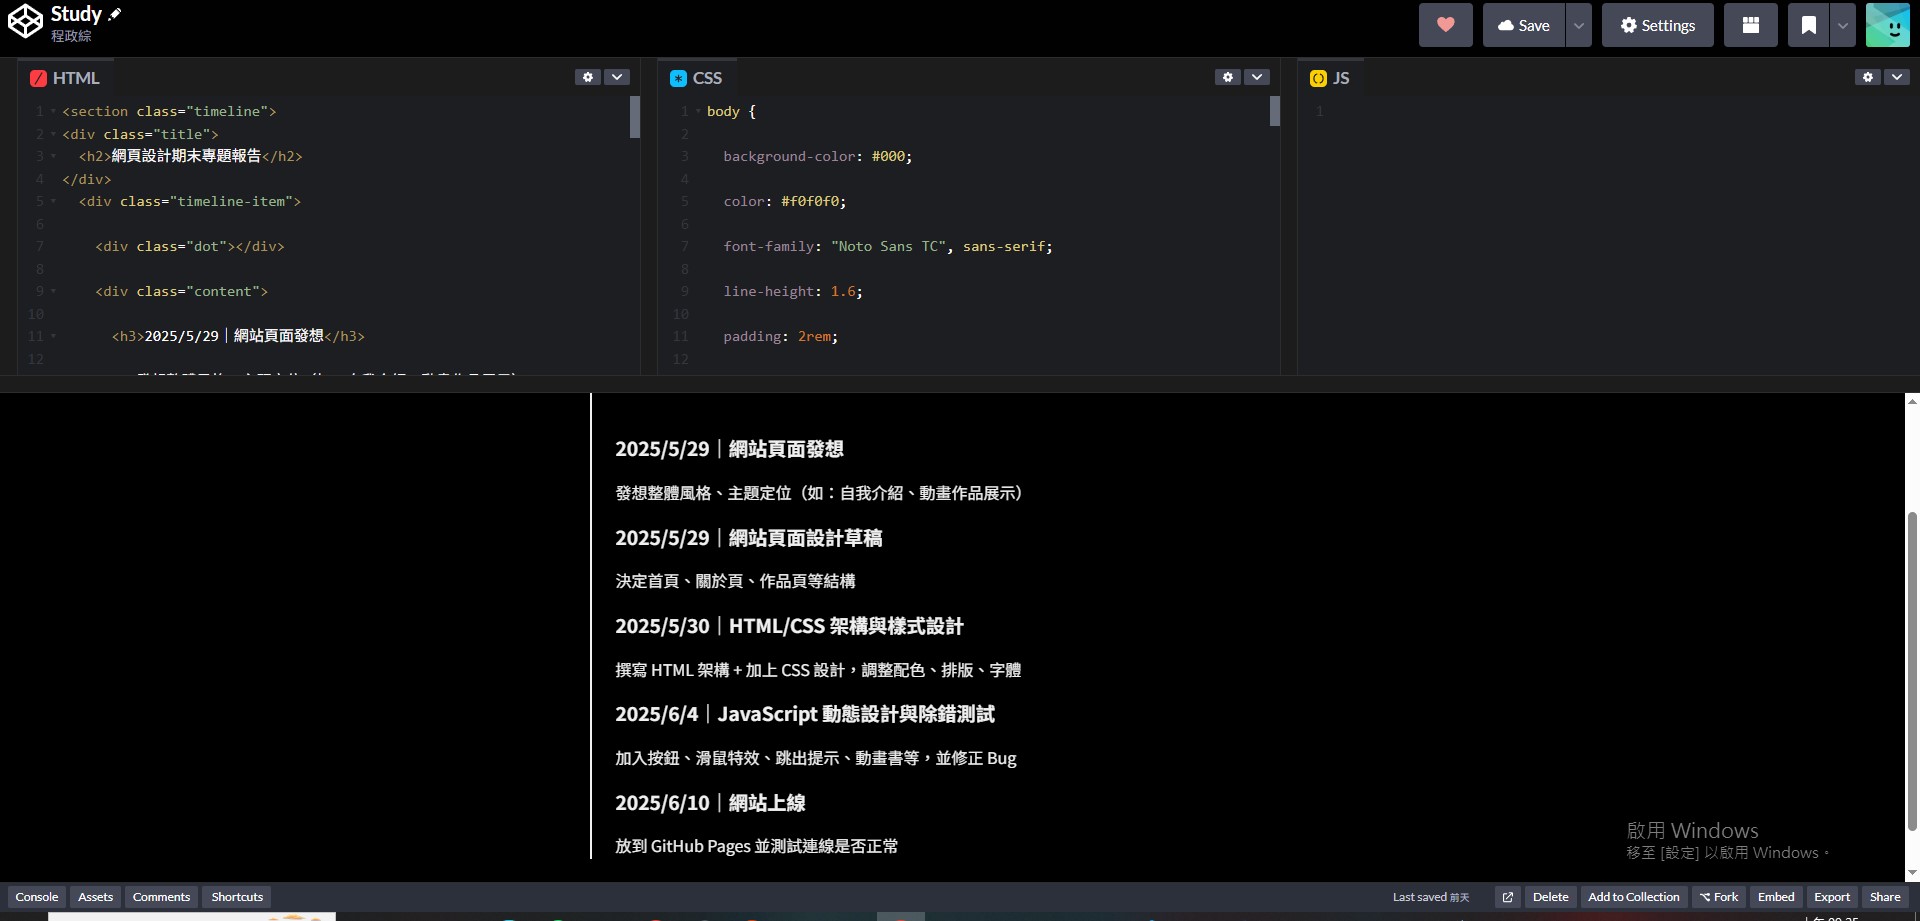 Study
程政綜
Save
Settings
HTML
CSS
JS
1 <section class="timeline">
2 <div class="title">
3 <h2>網頁設計期末專題報告</h2>
4 </div>
5 <div class="timeline-item">
6
7 <div class="dot"></div>
8
9 <div class="content">
10
11 <h3>2025/5/29｜網站頁面發想</h3>
12
1 body {
2
3 background-color: #000;
4
5 color: #f0f0f0;
6
7 font-family: "Noto Sans TC", sans-serif;
8
9 line-height: 1.6;
10
11 padding: 2rem;
12
1
2025/5/29｜網站頁面發想
發想整體風格、主題定位（如：自我介紹、動畫作品展示）
2025/5/29｜網站頁面設計草稿
決定首頁、關於頁、作品頁等結構
2025/5/30｜HTML/CSS 架構與樣式設計
撰寫 HTML 架構 + 加上 CSS 設計，調整配色、排版、字體
2025/6/4｜JavaScript 動態設計與除錯測試
加入按鈕、滑鼠特效、跳出提示、動畫書等，並修正 Bug
2025/6/10｜網站上線
放到 GitHub Pages 並測試連線是否正常
啟用 Windows
移至 [設定] 以啟用 Windows。
Console
Assets
Comments
Shortcuts
Last saved 前天
Delete
Add to Collection
Fork
Embed
Export
Share